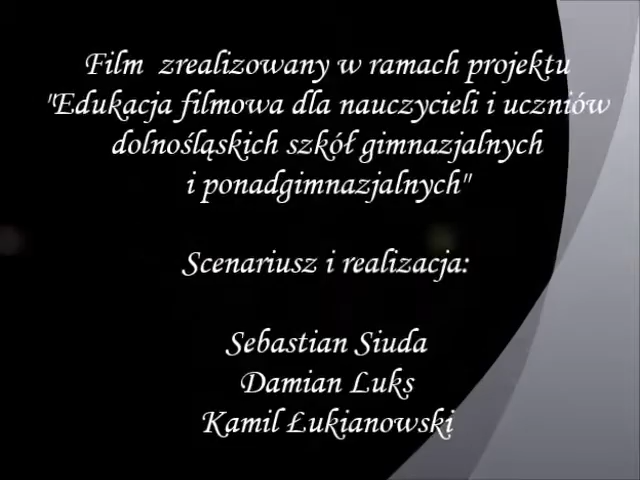 Film zrealizowany w ramach projektu
"Edukacja filmowa dla nauczycieli i uczniów
dolnośląskich szkół gimnazjalnych
i ponadgimnazjalnych"
Scenariusz i realizacja:
Sebastian Siuda
Damian Luks
Kamil Łukianowski